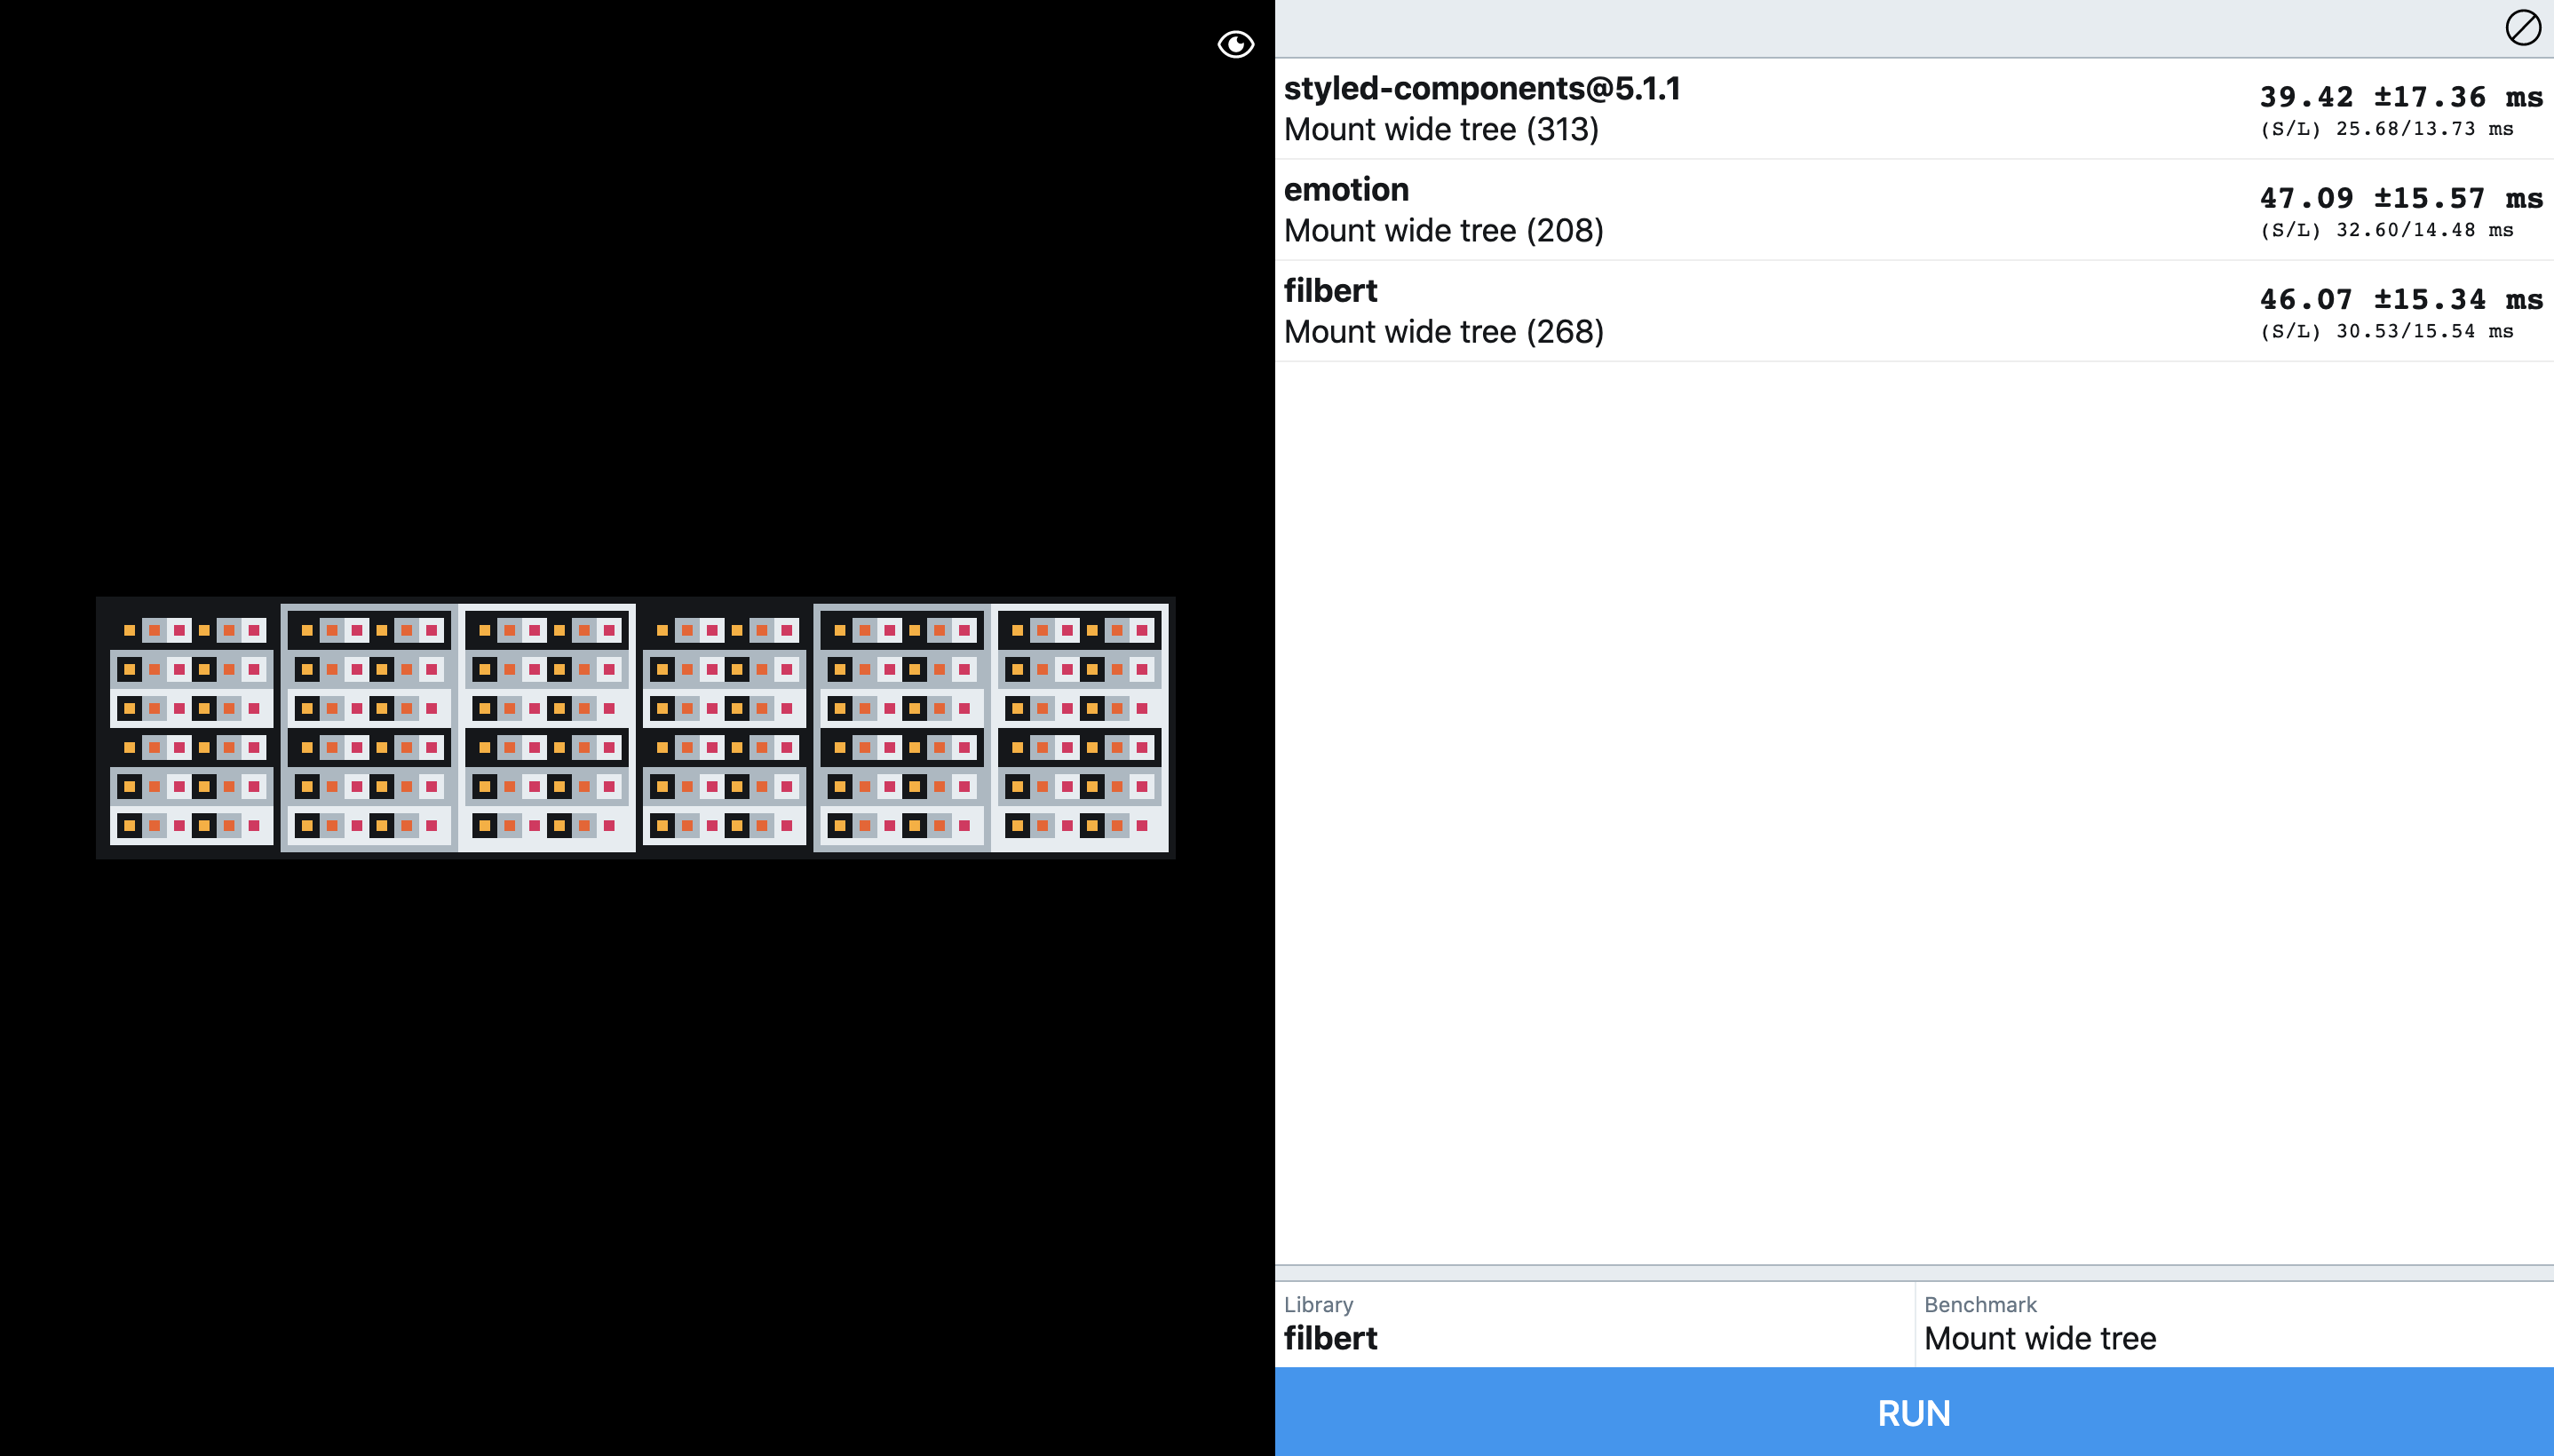 styled-components@5.1.1
39.42 ±17.36 ms
Mount wide tree (313)
(S/L) 25.68/13.73 ms
emotion
47.09 ±15.57 ms
Mount wide tree (208)
(S/L) 32.60/14.48 ms
filbert
46.07 ±15.34 ms
Mount wide tree (268)
(S/L) 30.53/15.54 ms
Library
filbert
Benchmark
Mount wide tree
RUN